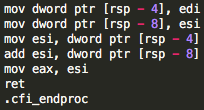 mov dword ptr [rsp - 4], edi
mov dword ptr [rsp - 8], esi
mov esi, dword ptr [rsp - 4]
add esi, dword ptr [rsp - 8]
mov eax, esi
ret
.cfi_endproc